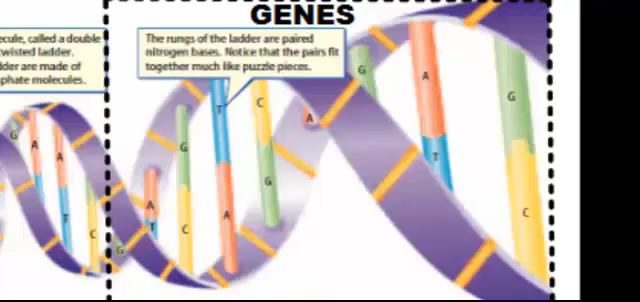 GENES
ecule, called a double
twisted ladder.
dder are made of
phate molecules.
The rungs of the ladder are paired
nitrogen bases. Notice that the pairs fit
together much like puzzle pieces.
G
A
A
T
C
G
A
T
G
C
T
A
C
G
A
G
A
T
G
C